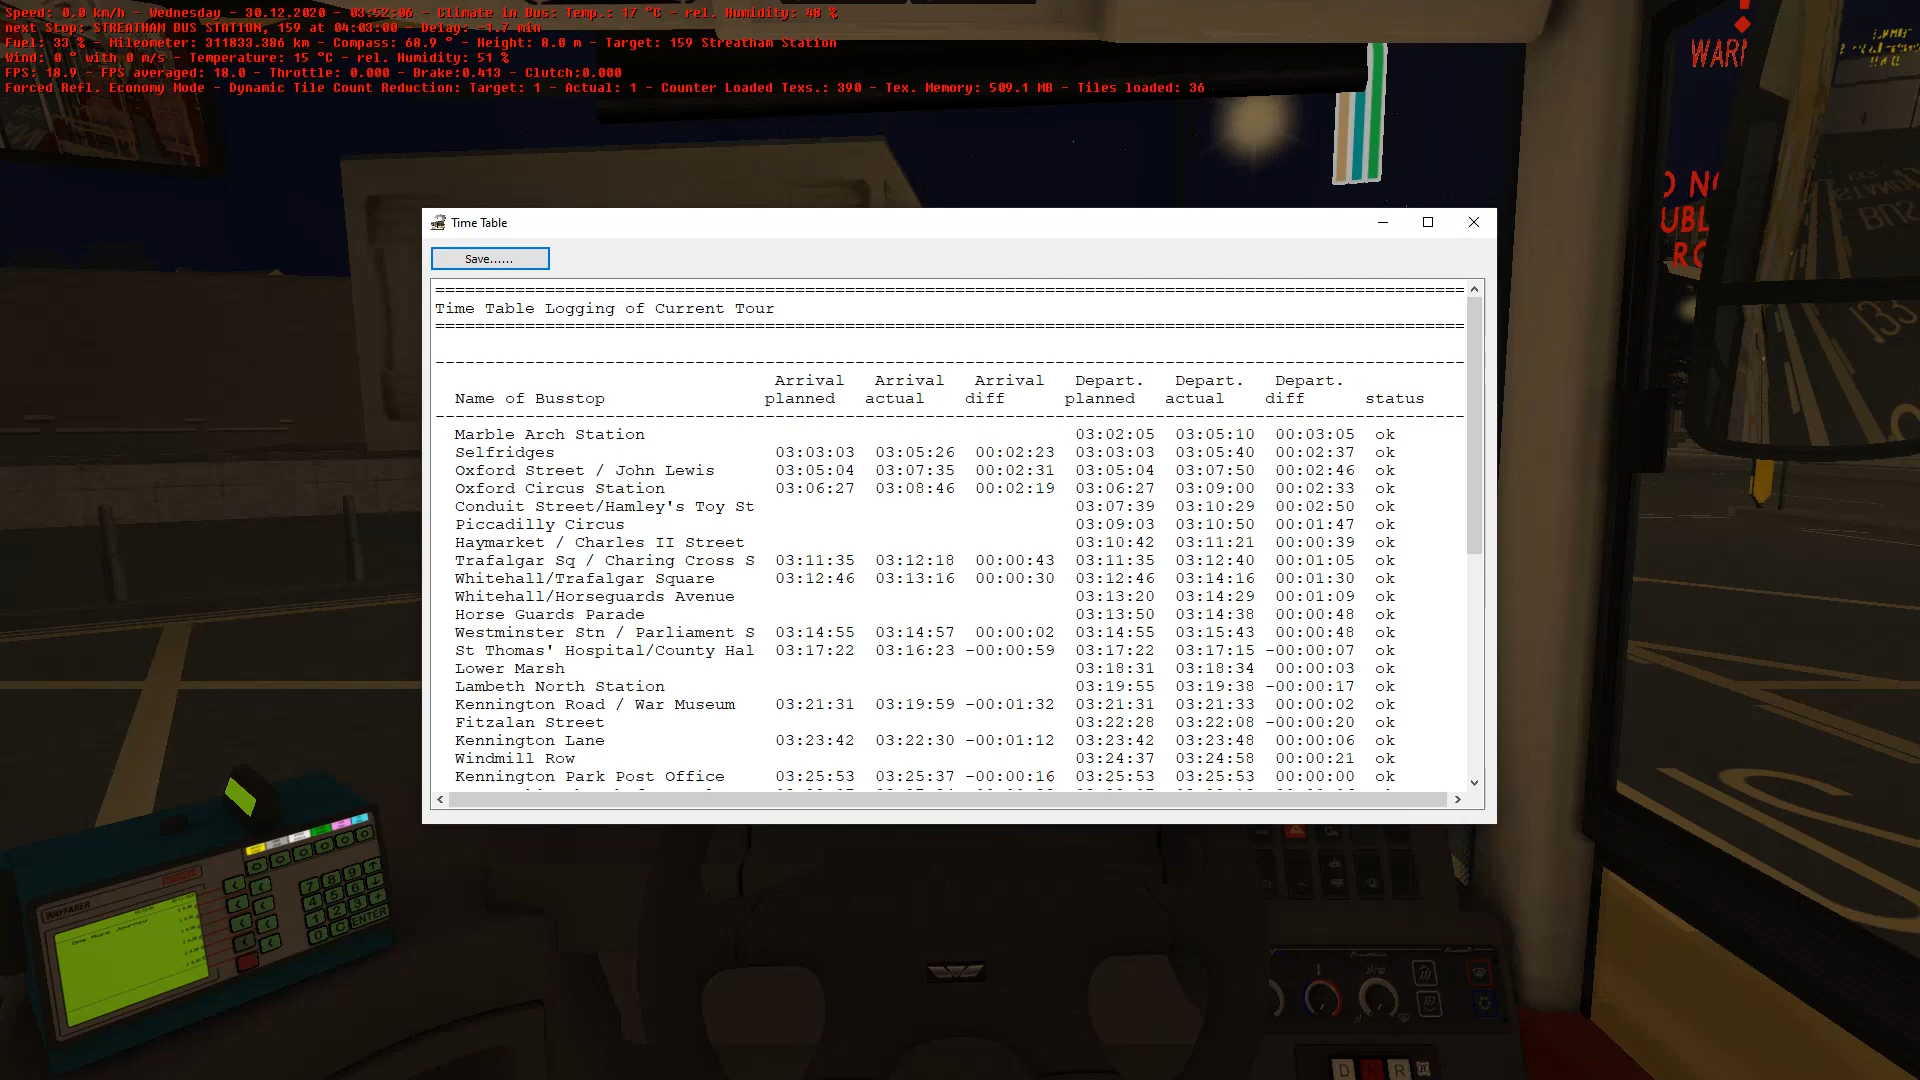 Speed: 0.0 km/h - Wednesday - 30.12.2020 - 03:52:06 - Climate in Bus: Temp.: 17 °C - rel. Humidity: 48 %
next Stop: STREATHAM BUS STATION, 159 at 04:03:00 - Delay: -1.7 min
Fuel: 33 % - Mileometer: 311833.386 km - Compass: 68.9 ° - Height: 8.0 m - Target: 159 Streatham Station
Wind: 0 ° with 0 m/s - Temperature: 15 °C - rel. Humidity: 51 %
FPS: 18.9 - FPS averaged: 18.0 - Throttle: 0.000 - Brake:0.413 - Clutch:0.000
Forced Refl. Economy Mode - Dynamic Tile Count Reduction: Target: 1 - Actual: 1 - Counter Loaded Texs.: 390 - Tex. Memory: 509.1 MB - Tiles loaded: 36
Time Table
Save......
Time Table Logging of Current Tour
Arrival Arrival Arrival Depart. Depart. Depart.
Name of Busstop planned actual diff planned actual diff status
Marble Arch Station 03:02:05 03:05:10 00:03:05 ok
Selfridges 03:03:03 03:05:26 00:02:23 03:03:03 03:05:40 00:02:37 ok
Oxford Street / John Lewis 03:05:04 03:07:35 00:02:31 03:05:04 03:07:50 00:02:46 ok
Oxford Circus Station 03:06:27 03:08:46 00:02:19 03:06:27 03:09:00 00:02:33 ok
Conduit Street/Hamley's Toy St 03:07:39 03:10:29 00:02:50 ok
Piccadilly Circus 03:09:03 03:10:50 00:01:47 ok
Haymarket / Charles II Street 03:10:42 03:11:21 00:00:39 ok
Trafalgar Sq / Charing Cross S 03:11:35 03:12:18 00:00:43 03:11:35 03:12:40 00:01:05 ok
Whitehall/Trafalgar Square 03:12:46 03:13:16 00:00:30 03:12:46 03:14:16 00:01:30 ok
Whitehall/Horseguards Avenue 03:13:20 03:14:29 00:01:09 ok
Horse Guards Parade 03:13:50 03:14:38 00:00:48 ok
Westminster Stn / Parliament S 03:14:55 03:14:57 00:00:02 03:14:55 03:15:43 00:00:48 ok
St Thomas' Hospital/County Hal 03:17:22 03:16:23 -00:00:59 03:17:22 03:17:15 -00:00:07 ok
Lower Marsh 03:18:31 03:18:34 00:00:03 ok
Lambeth North Station 03:19:55 03:19:38 -00:00:17 ok
Kennington Road / War Museum 03:21:31 03:19:59 -00:01:32 03:21:31 03:21:33 00:00:02 ok
Fitzalan Street 03:22:28 03:22:08 -00:00:20 ok
Kennington Lane 03:23:42 03:22:30 -00:01:12 03:23:42 03:23:48 00:00:06 ok
Windmill Row 03:24:37 03:24:58 00:00:21 ok
Kennington Park Post Office 03:25:53 03:25:37 -00:00:16 03:25:53 03:25:53 00:00:00 ok
WAYFARER
7 8 9
4 5 6
1 2 3
0 C ENTER
D N R